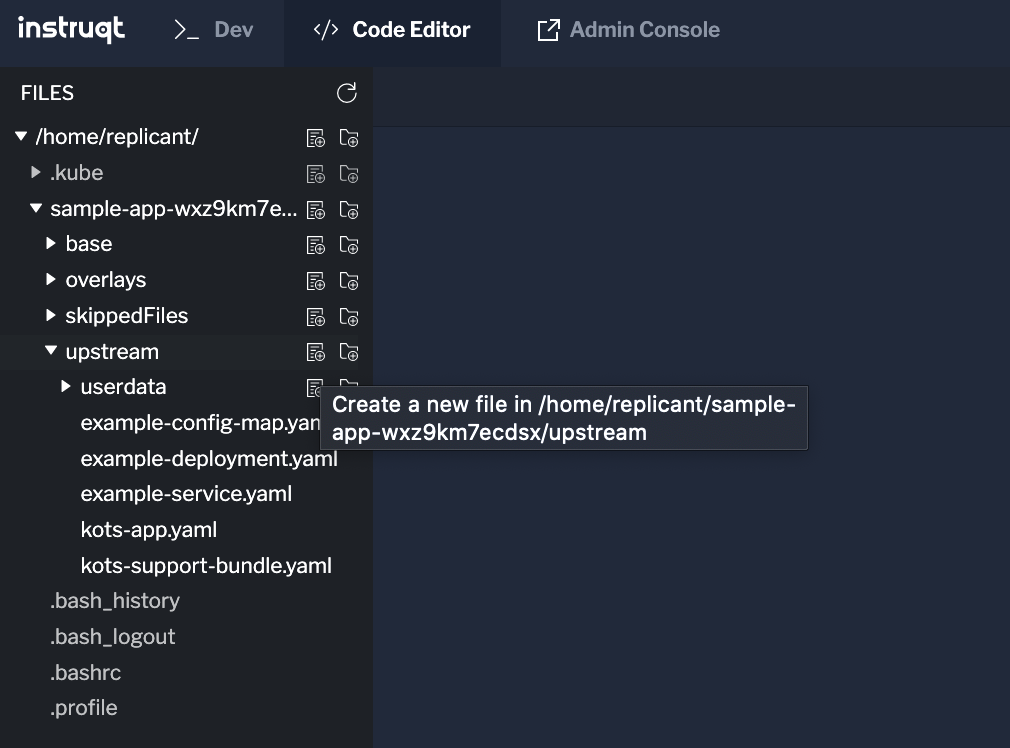 instruqt
>_ Dev
</> Code Editor
Admin Console
FILES
/home/replicant/
.kube
sample-app-wxz9km7e...
base
overlays
skippedFiles
upstream
userdata
Create a new file in /home/replicant/sample-
app-wxz9km7ecdsx/upstream
example-config-map.yam
example-deployment.yaml
example-service.yaml
kots-app.yaml
kots-support-bundle.yaml
.bash_history
.bash_logout
.bashrc
.profile